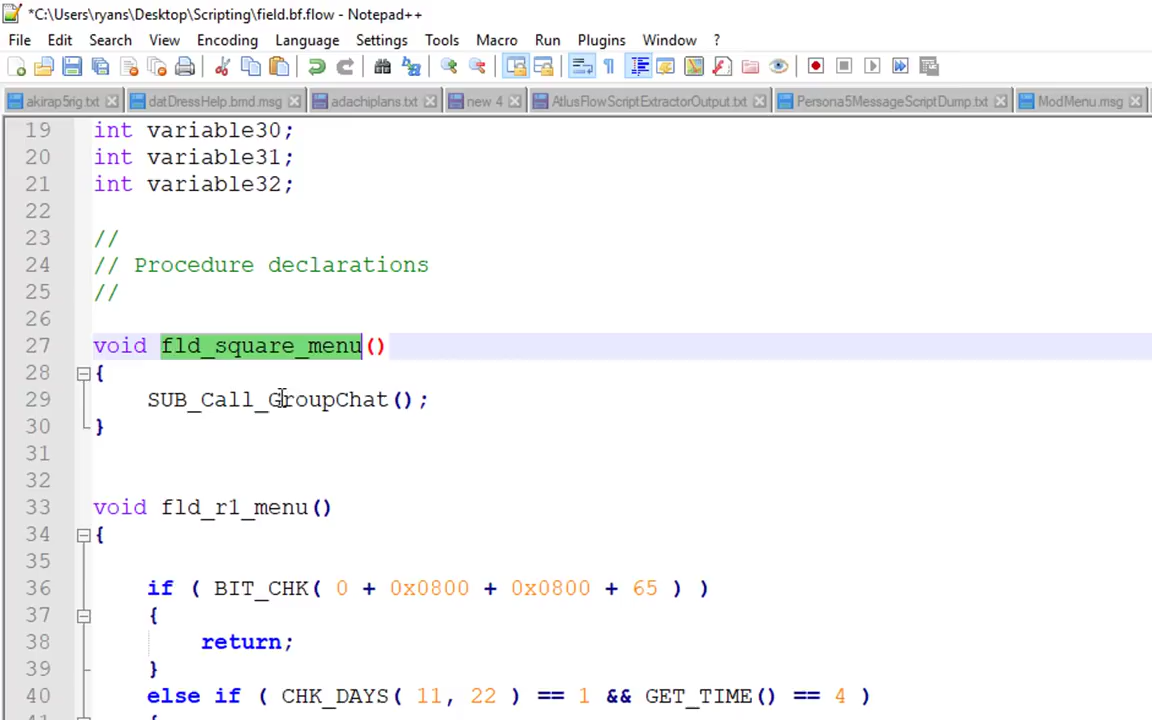 *C:\Users\ryans\Desktop\Scripting\field.bf.flow - Notepad++
File Edit Search View Encoding Language Settings Tools Macro Run Plugins Window ?
akirap5rig.txt datDressHelp.bmd.msg adachiplans.txt new 4 AtlusFlowScriptExtractorOutput.txt Persona5MessageScriptDump.txt ModMenu.msg
19 int variable30;
20 int variable31;
21 int variable32;
22
23 //
24 // Procedure declarations
25 //
26
27 void fld_square_menu()
28 {
29 SUB_Call_GroupChat();
30 }
31
32
33 void fld_r1_menu()
34 {
35
36 if ( BIT_CHK( 0 + 0x0800 + 0x0800 + 65 ) )
37 {
38 return;
39 }
40 else if ( CHK_DAYS( 11, 22 ) == 1 && GET_TIME() == 4 )
41 {